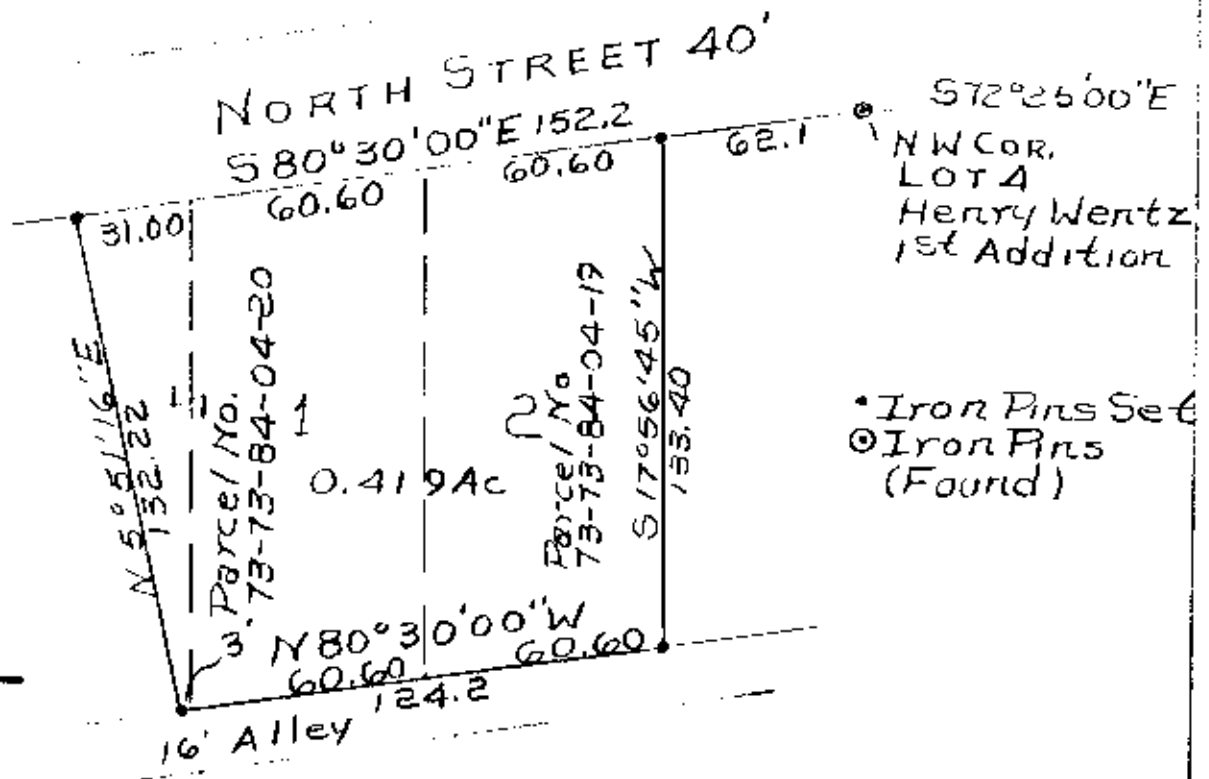 NORTH STREET 40'
S 80°30'00"E 152.2
31.00
60.60
60.60
62.1
S72°25'00"E
NW COR.
LOT 4
Henry Wentz
1st Addition
N 5°51'16"E
132.22
Parcel No.
73-73-84-04-20
1
0.419Ac
2
Parcel No
73-73-84-04-19
S 17°56'45"W
133.40
Iron Pins Set
Iron Pins
(Found)
3'
N 80°30'00"W
60.60
60.60
124.2
16' Alley